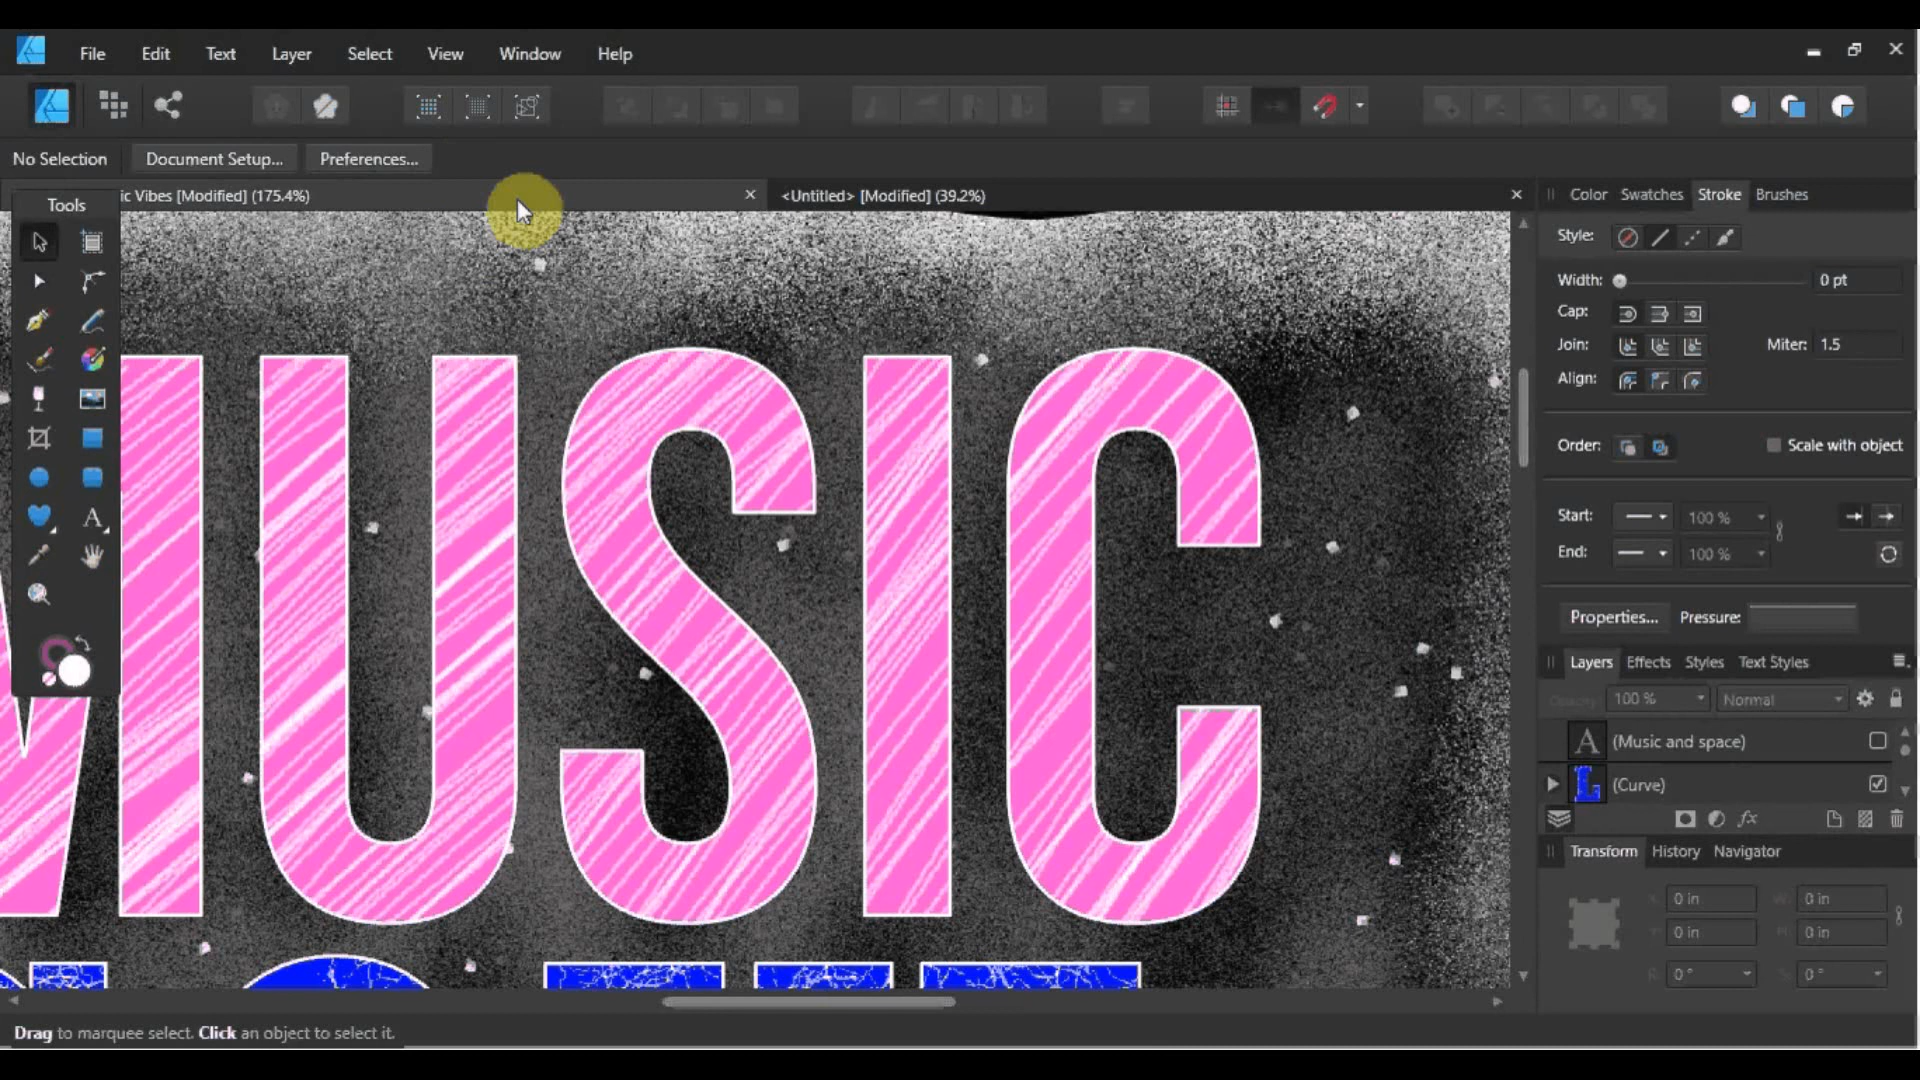 File Edit Text Layer Select View Window Help
No Selection Document Setup... Preferences...
ic Vibes [Modified] (175.4%) <Untitled> [Modified] (39.2%)
Tools
Color Swatches Stroke Brushes
Style:
Width: 0 pt
Cap:
Join: Miter: 1.5
Align:
Order: Scale with object
Start: 100 %
End: 100 %
Properties... Pressure:
MUSIC
Layers Effects Styles Text Styles
Opacity: 100 % Normal
(Music and space)
(Curve)
Transform History Navigator
X: 0 in W: 0 in
Y: 0 in H: 0 in
R: 0 ° S: 0 °
Drag to marquee select. Click an object to select it.